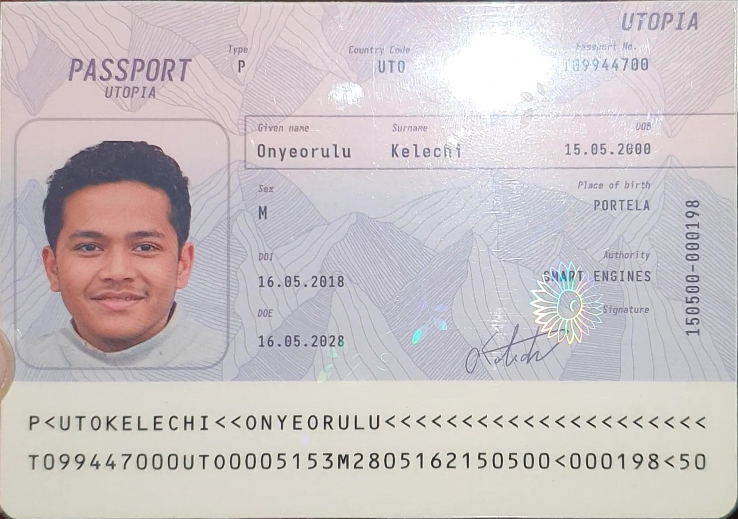 UTOPIA
PASSPORT
UTOPIA
Type
P
Country Code
UTO
Passport No.
T09944700
Given name
Onyeorulu
Surname
Kelechi
DOB
15.05.2000
Sex
M
Place of birth
PORTELA
DOI
16.05.2018
Authority
SMART ENGINES
DOE
16.05.2028
Signature
150500-000198
P<UTOKELECHI<<ONYEORULU<<<<<<<<<<<<<<<<<<<<<
T099447000UTO0005153M2805162150500<000198<50